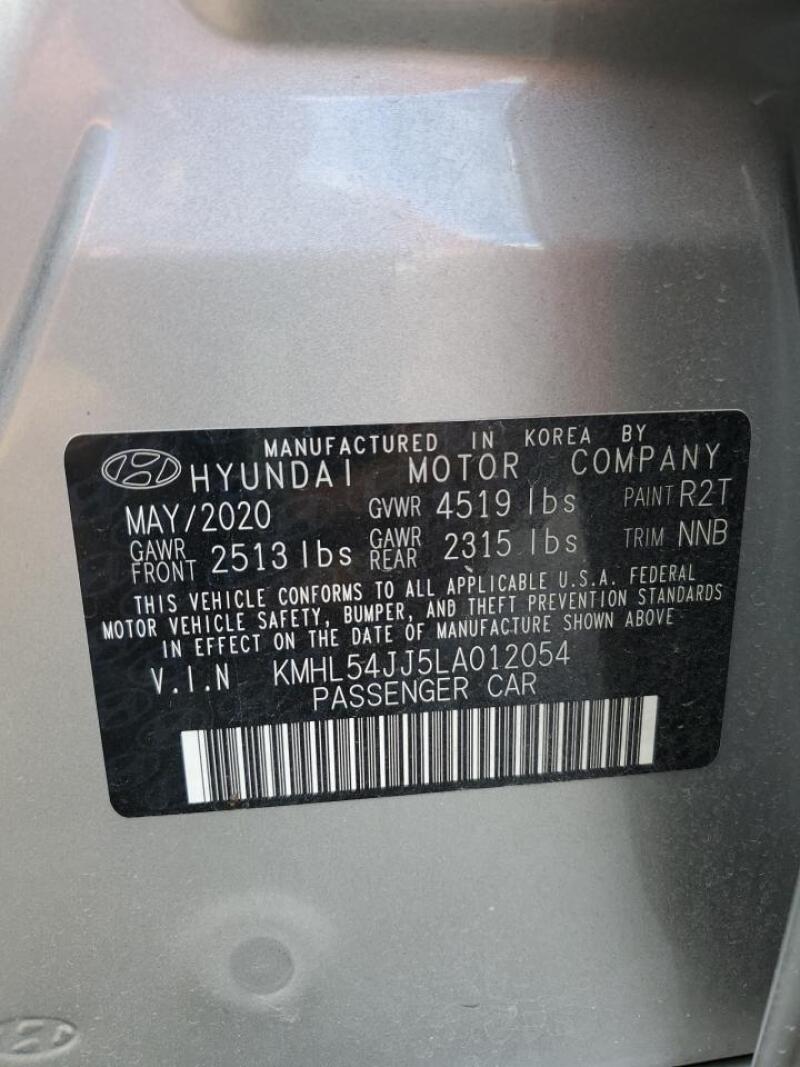 MANUFACTURED IN KOREA BY
HYUNDAI MOTOR COMPANY
MAY/2020 GVWR 4519 lbs PAINT R2T
GAWR FRONT 2513 lbs GAWR REAR 2315 lbs TRIM NNB
THIS VEHICLE CONFORMS TO ALL APPLICABLE U.S.A. FEDERAL
MOTOR VEHICLE SAFETY, BUMPER, AND THEFT PREVENTION STANDARDS
IN EFFECT ON THE DATE OF MANUFACTURE SHOWN ABOVE
V.I.N KMHL54JJ5LA012054
PASSENGER CAR